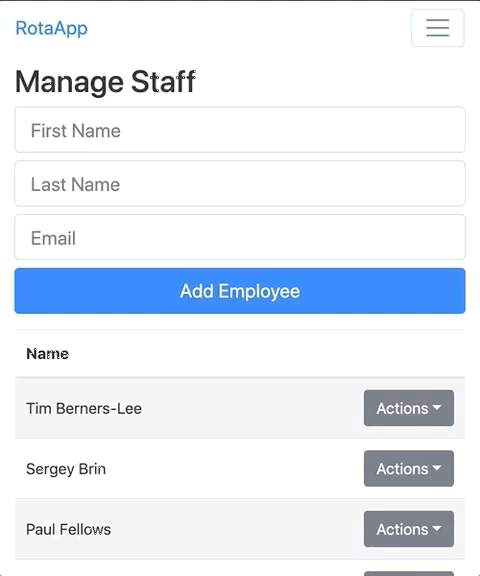 RotaApp
Manage Staff
First Name
Last Name
Email
Add Employee
Name
Tim Berners-Lee
Actions
Sergey Brin
Actions
Paul Fellows
Actions